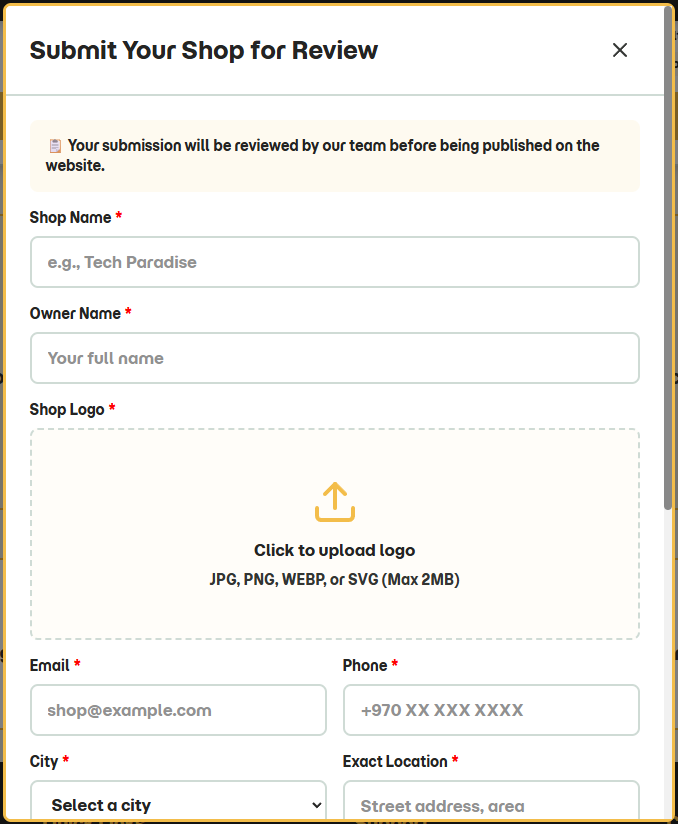 Submit Your Shop for Review
📋 Your submission will be reviewed by our team before being published on the
website.
Shop Name *
e.g., Tech Paradise
Owner Name *
Your full name
Shop Logo *
Click to upload logo
JPG, PNG, WEBP, or SVG (Max 2MB)
Email *
Phone *
shop@example.com
+970 XX XXX XXXX
City *
Exact Location *
Select a city
Street address, area